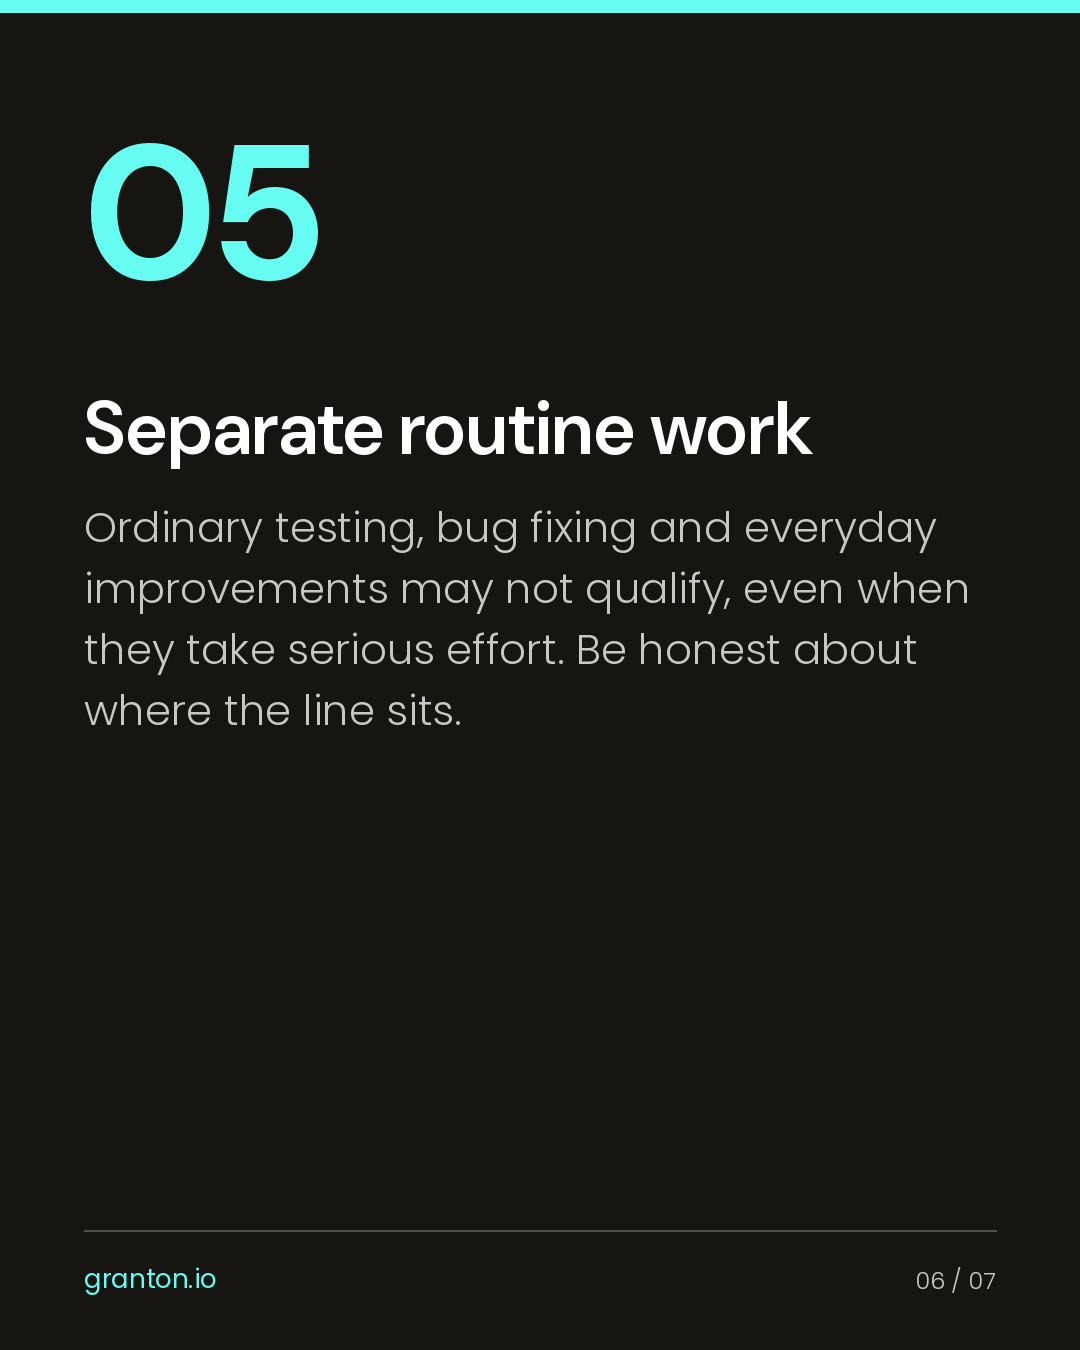 05
Separate routine work
Ordinary testing, bug fixing and everyday
improvements may not qualify, even when
they take serious effort. Be honest about
where the line sits.
granton.io
06 / 07